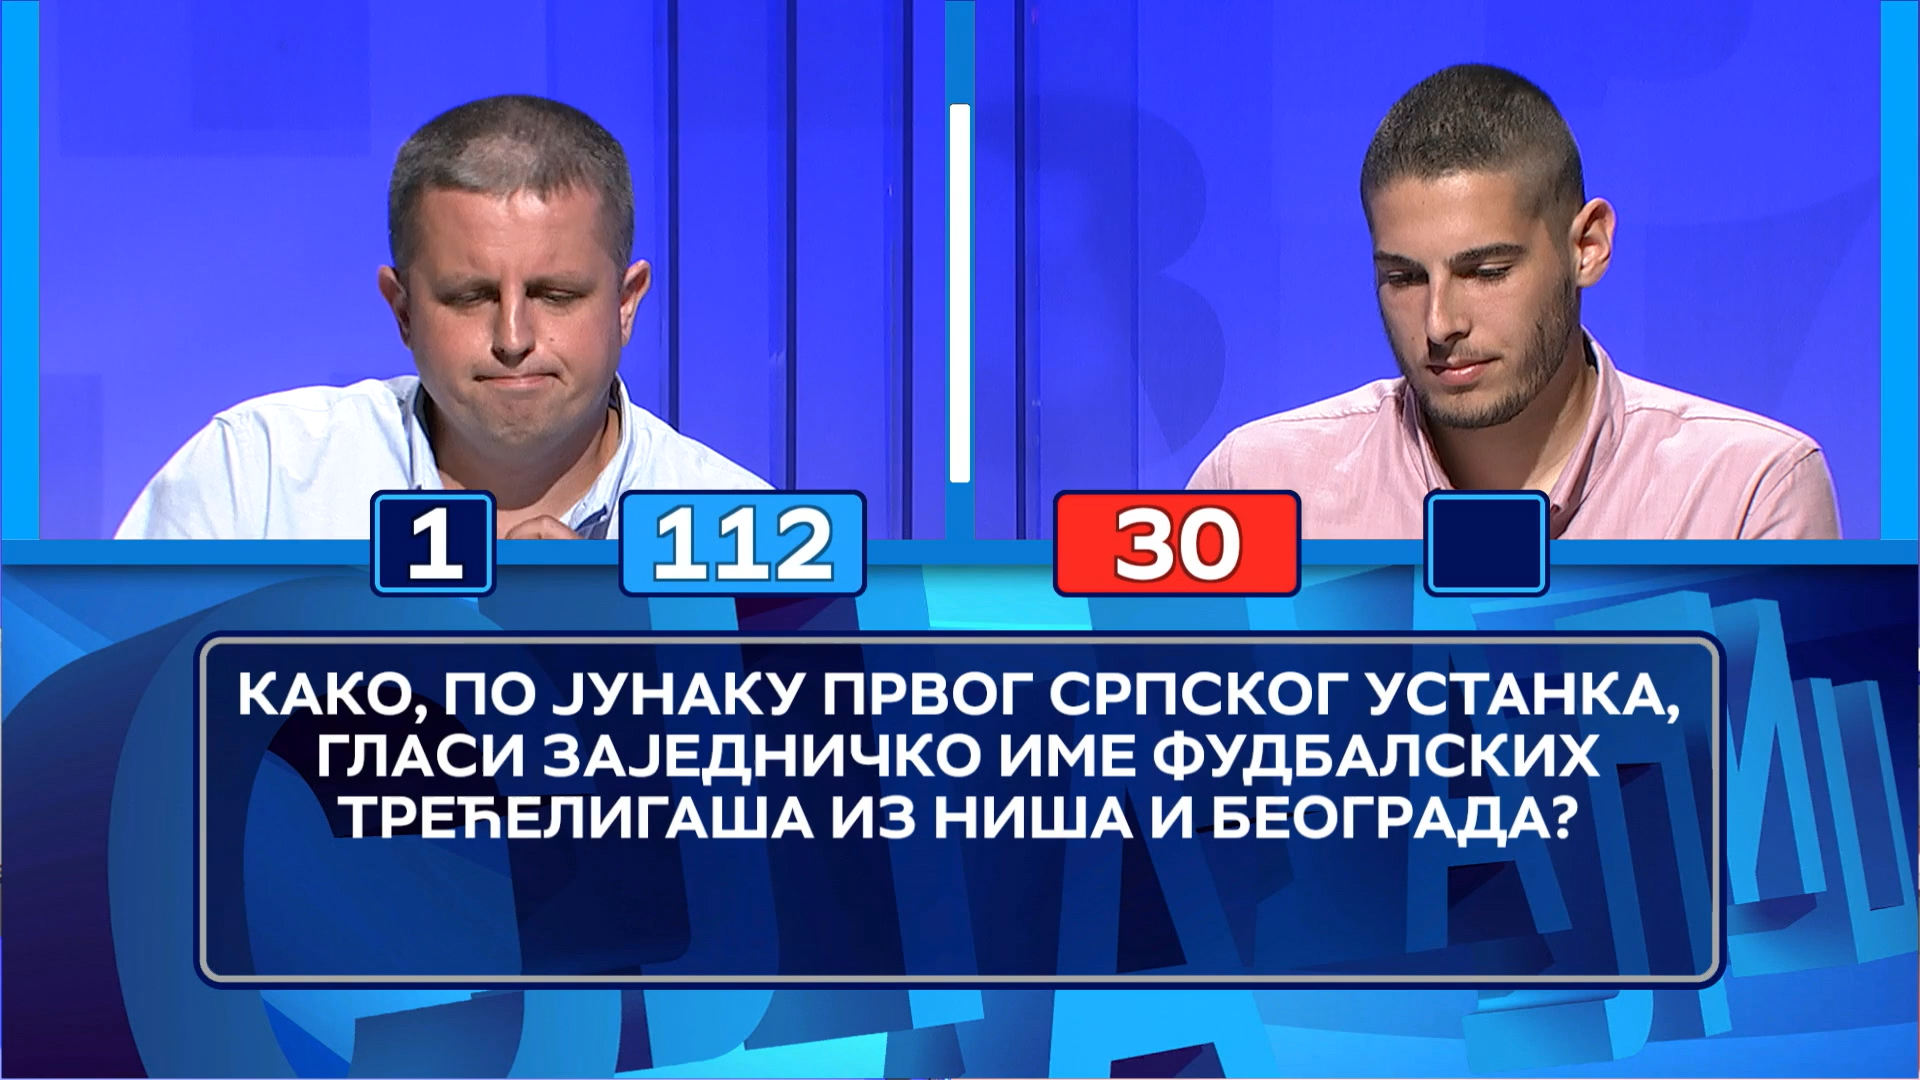 1 112 30
КАКО, ПО ЈУНАКУ ПРВОГ СРПСКОГ УСТАНКА,
ГЛАСИ ЗАЈЕДНИЧКО ИМЕ ФУДБАЛСКИХ
ТРЕЋЕЛИГАША ИЗ НИША И БЕОГРАДА?